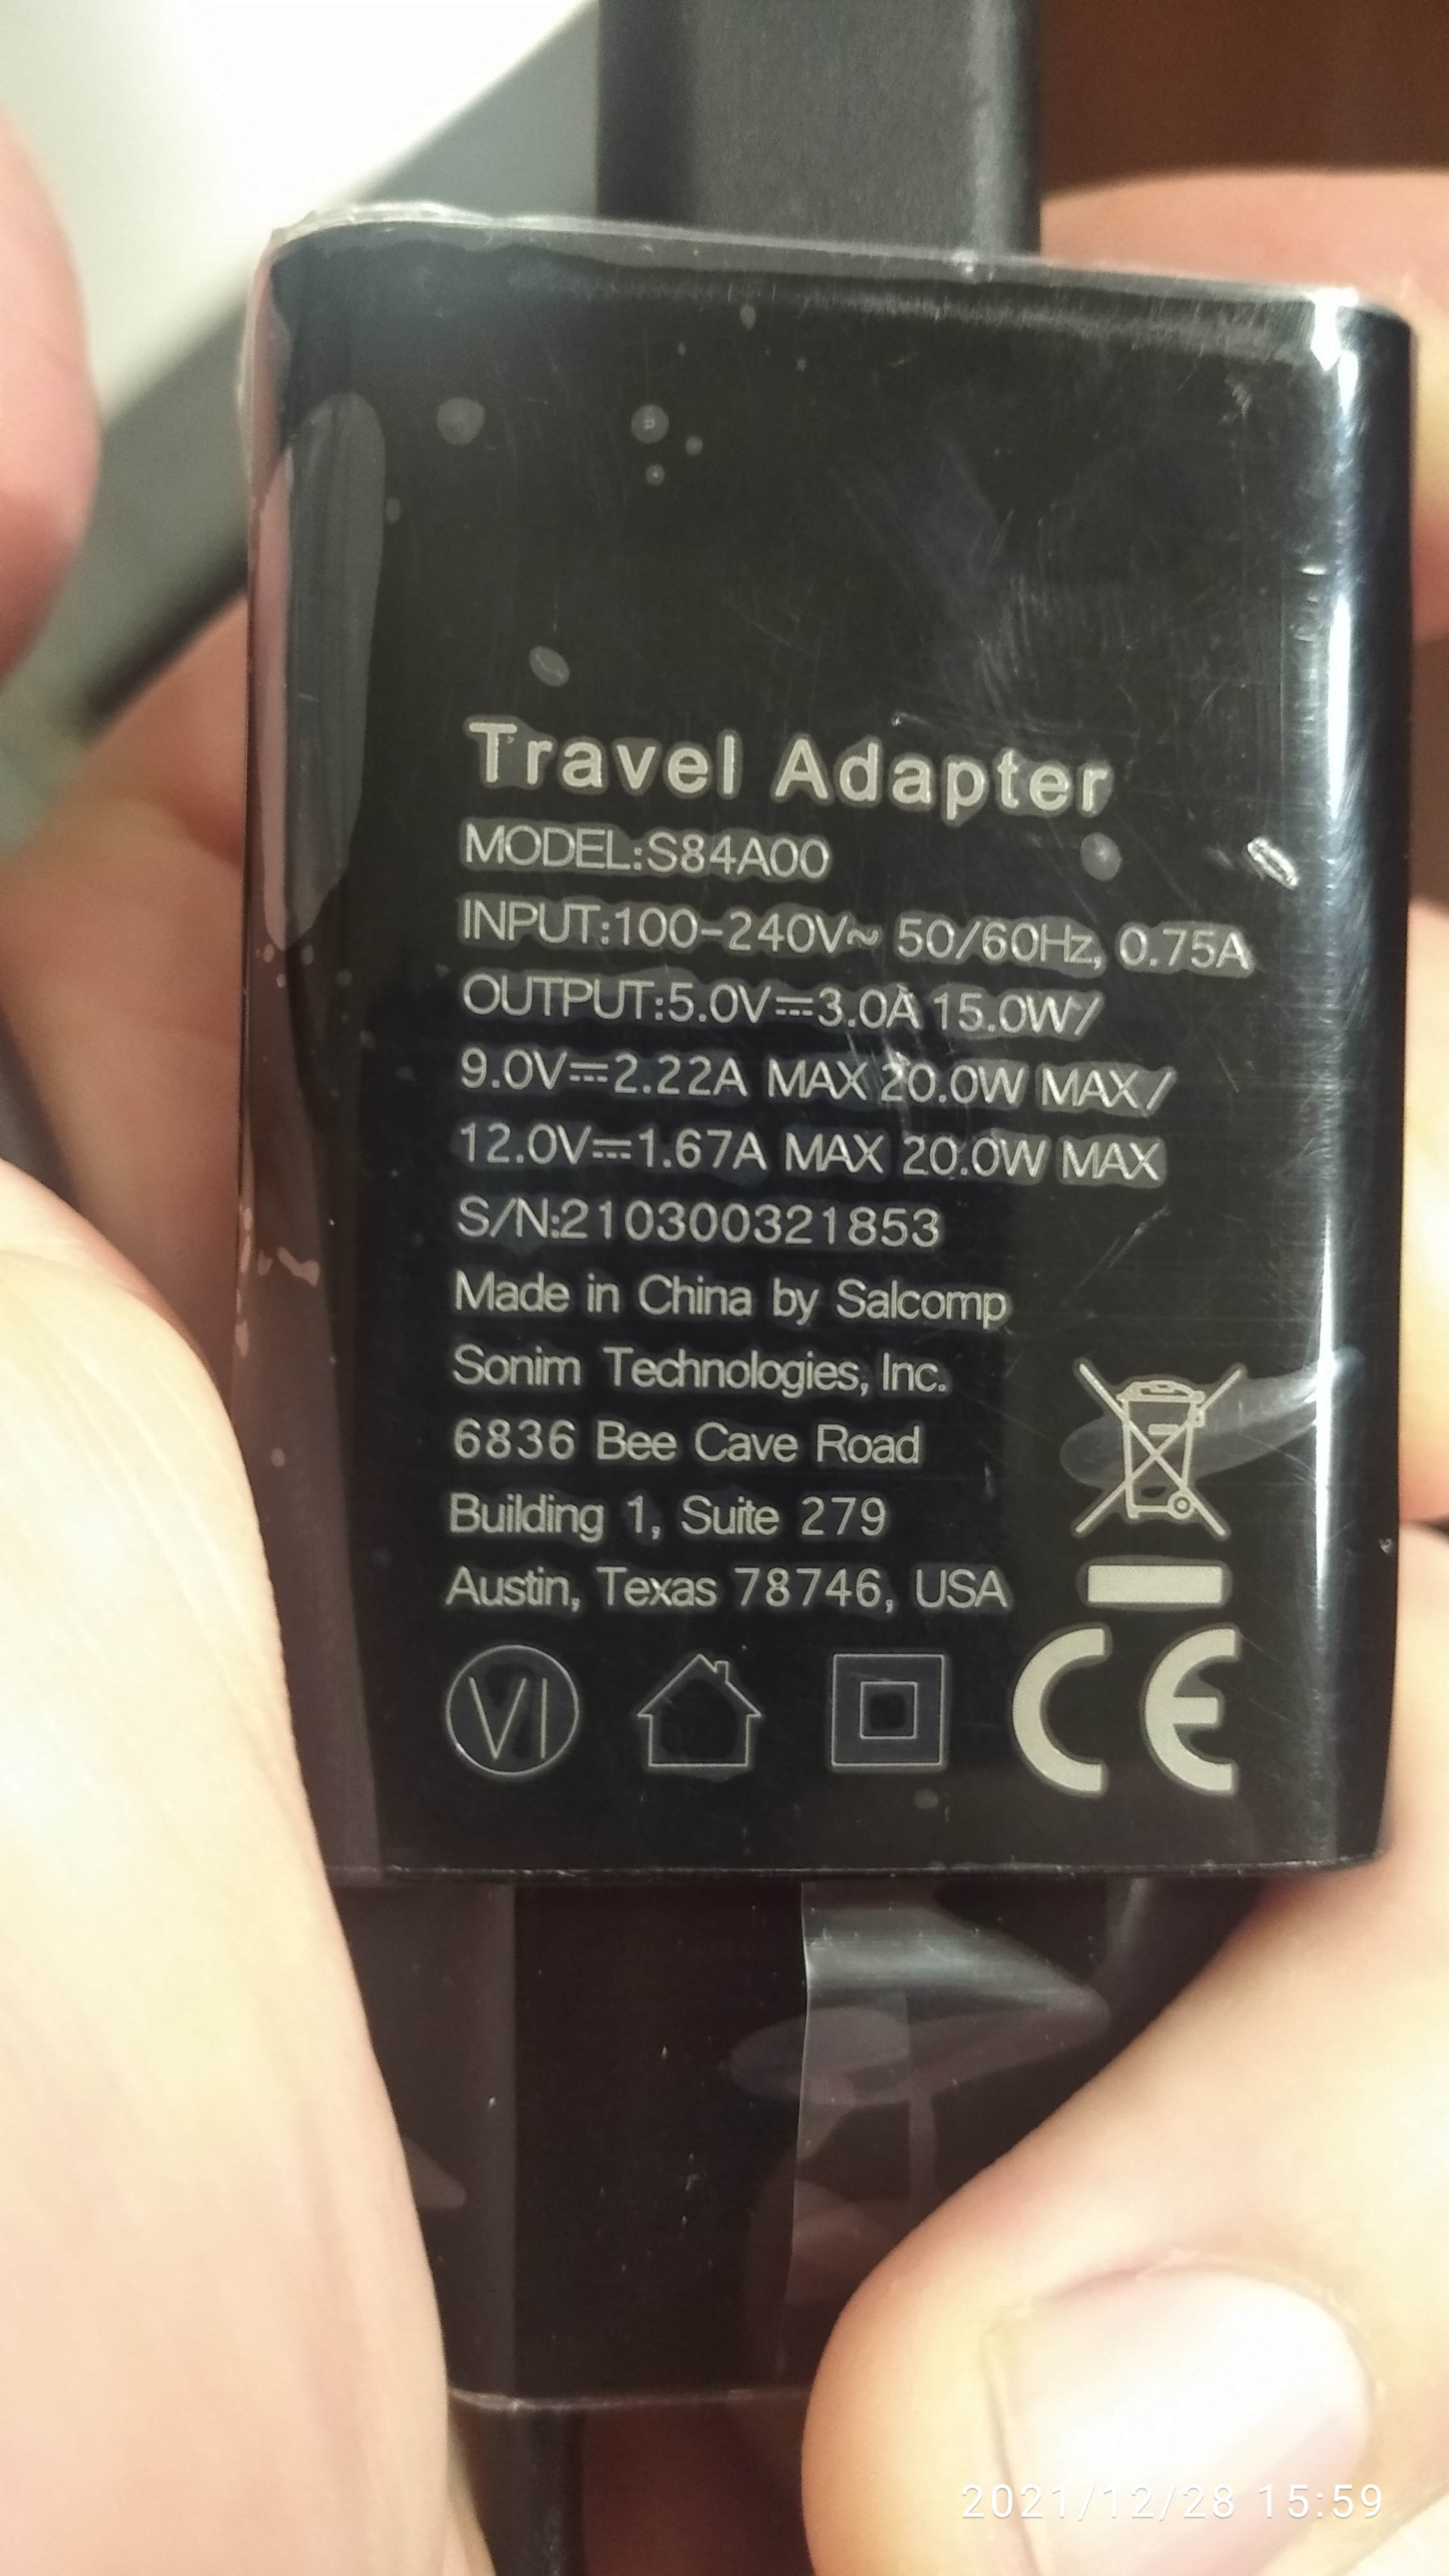 Travel Adapter
MODEL:S84A00
INPUT:100-240V~ 50/60Hz, 0.75A
OUTPUT:5.0V⎓3.0A 15.0W/
9.0V⎓2.22A MAX 20.0W MAX/
12.0V⎓1.67A MAX 20.0W MAX
S/N:210300321853
Made in China by Salcomp
Sonim Technologies, Inc.
6836 Bee Cave Road
Building 1, Suite 279
Austin, Texas 78746, USA
VI CE
2021/12/28 15:59